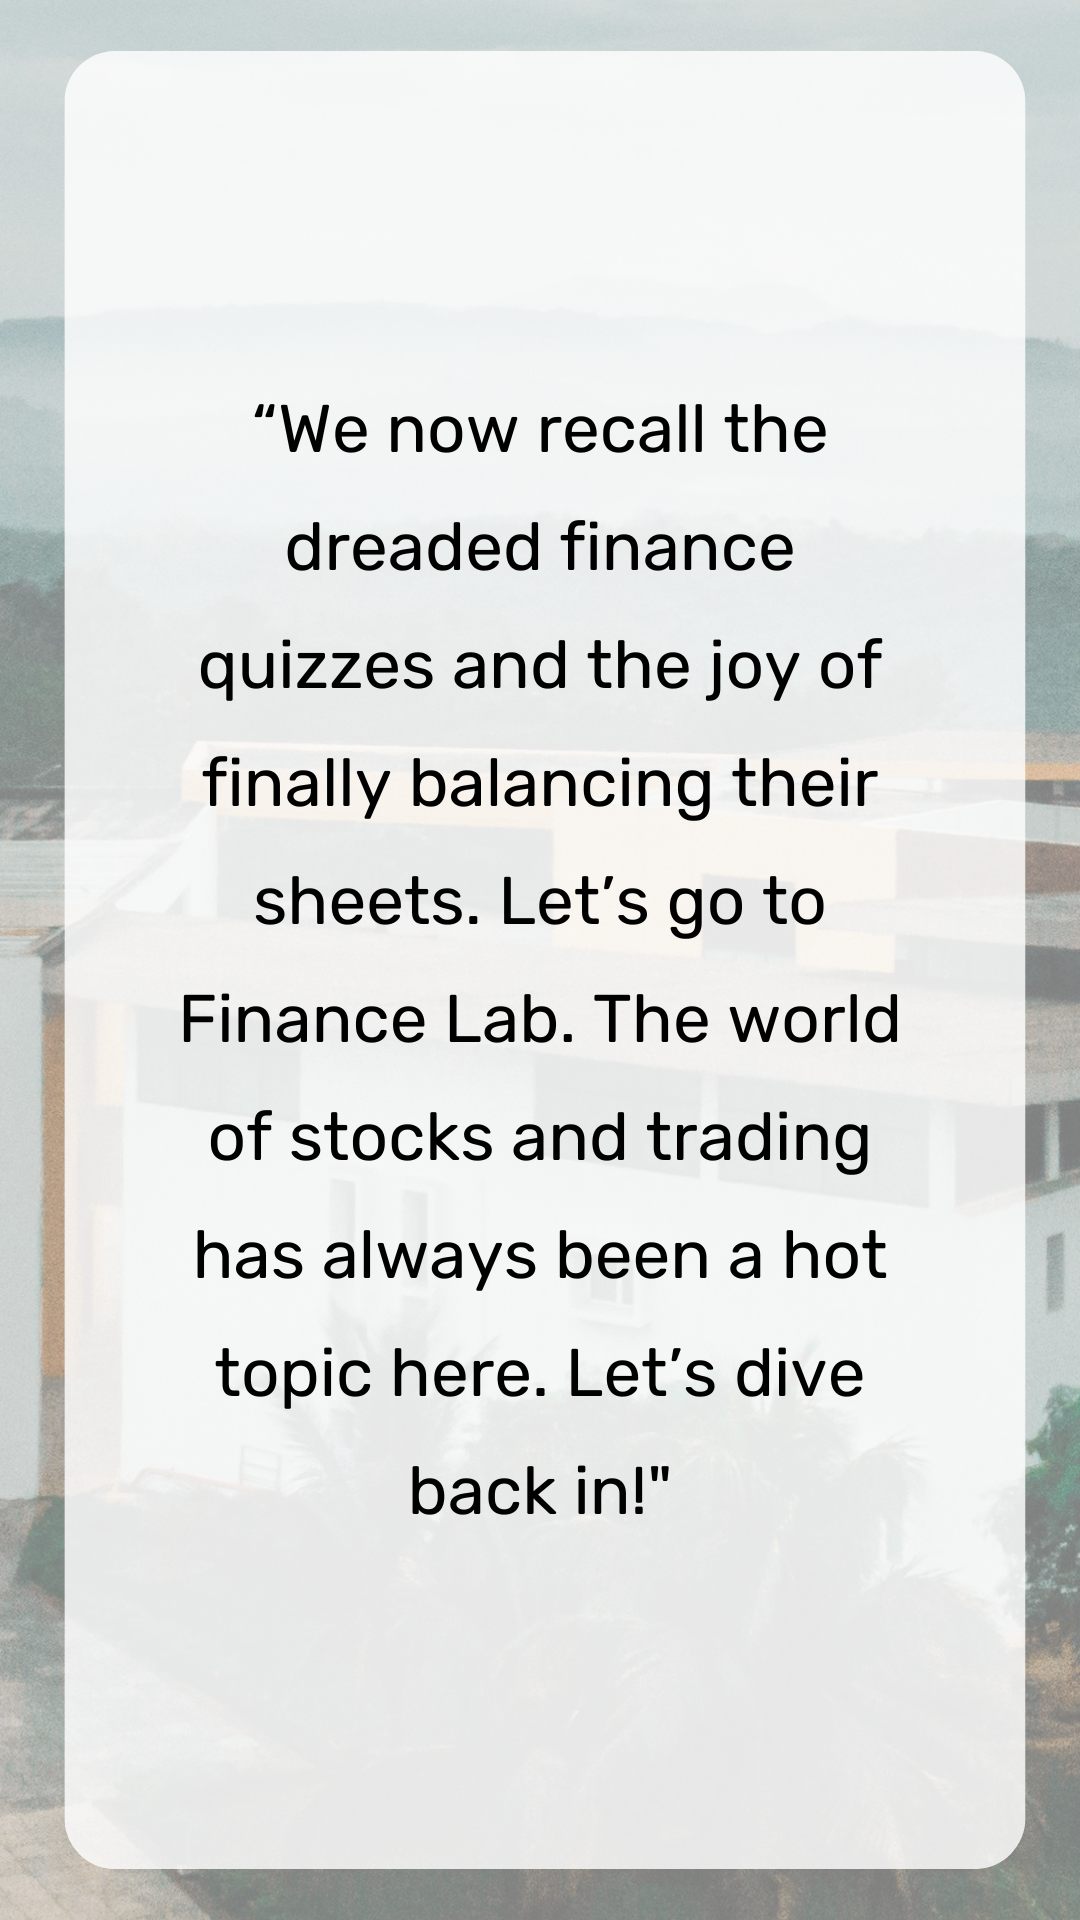 “We now recall the
dreaded finance
quizzes and the joy of
finally balancing their
sheets. Let’s go to
Finance Lab. The world
of stocks and trading
has always been a hot
topic here. Let’s dive
back in!"